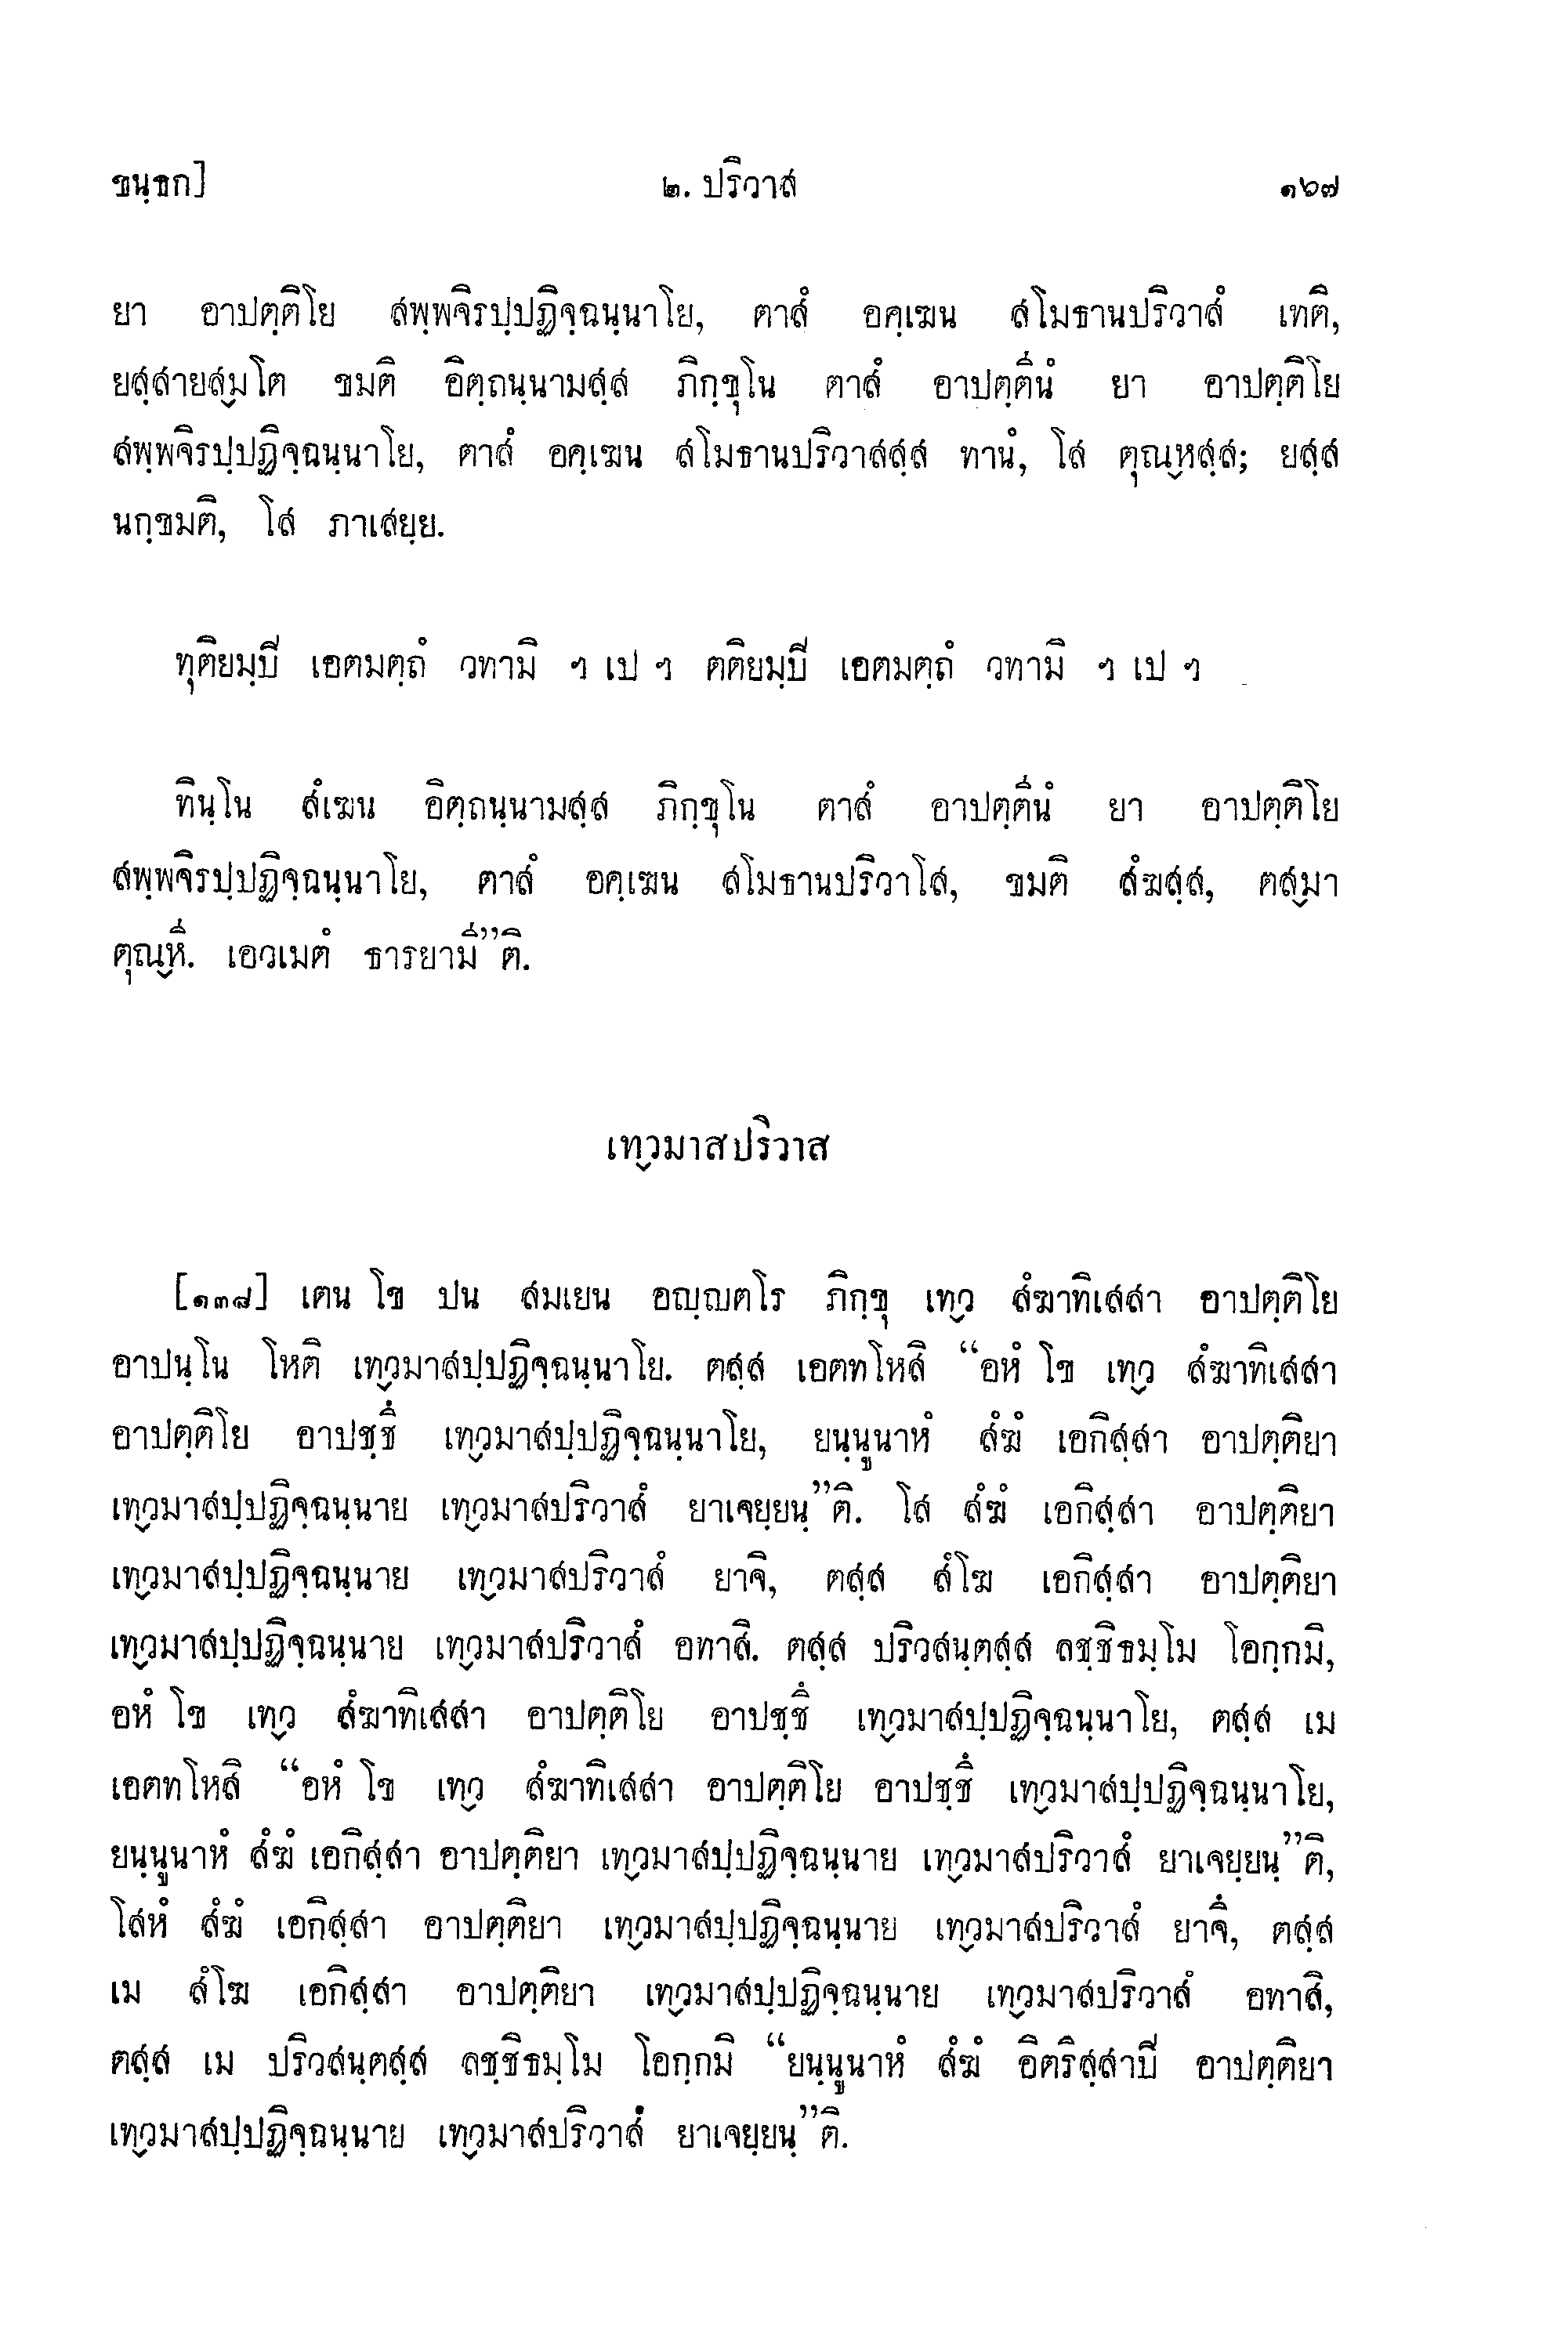 ขนฺธก] ๒. ปริวาส ๑๖๗
ยา อาปตฺติโย สพฺพจิรปฺปฏิจฺฉนฺนาโย, ตาสํ อคฺเฆน สโมธานปริวาสํ เทติ,
ยสฺสายสฺมโต ขมติ อิตฺถนฺนามสฺส ภิกฺขุโน ตาสํ อาปตฺตีนํ ยา อาปตฺติโย
สพฺพจิรปฺปฏิจฺฉนฺนาโย, ตาสํ อคฺเฆน สโมธานปริวาสสฺส ทานํ, โส ตุณฺหสฺส; ยสฺส
นกฺขมติ, โส ภาเสยฺย.
ทุติยมฺปี เอตมตฺถํ วทามิ ฯ เป ฯ ตติยมฺปี เอตมตฺถํ วทามิ ฯ เป ฯ
ทินฺโน สํเฆน อิตฺถนฺนามสฺส ภิกฺขุโน ตาสํ อาปตฺตีนํ ยา อาปตฺติโย
สพฺพจิรปฺปฏิจฺฉนฺนาโย, ตาสํ อคฺเฆน สโมธานปริวาโส, ขมติ สํฆสฺส, ตสฺมา
ตุณฺหี. เอวเมตํ ธารยามี”ติ.
เทฺวมาสปริวาส
[๑๓๘] เตน โข ปน สมเยน อญฺญตโร ภิกฺขุ เทฺว สํฆาทิเสสา อาปตฺติโย
อาปนฺโน โหติ เทฺวมาสปฺปฏิจฺฉนฺนาโย. ตสฺส เอตทโหสิ “อหํ โข เทฺว สํฆาทิเสสา
อาปตฺติโย อาปชฺชึ เทฺวมาสปฺปฏิจฺฉนฺนาโย, ยนฺนูนาหํ สํฆํ เอกิสฺสา อาปตฺติยา
เทฺวมาสปฺปฏิจฺฉนฺนาย เทฺวมาสปริวาสํ ยาเจยฺยนฺ”ติ. โส สํฆํ เอกิสฺสา อาปตฺติยา
เทฺวมาสปฺปฏิจฺฉนฺนาย เทฺวมาสปริวาสํ ยาจิ, ตสฺส สํโฆ เอกิสฺสา อาปตฺติยา
เทฺวมาสปฺปฏิจฺฉนฺนาย เทฺวมาสปริวาสํ อทาสิ. ตสฺส ปริวสนฺตสฺส ลชฺชิธมฺโม โอกฺกมิ,
อหํ โข เทฺว สํฆาทิเสสา อาปตฺติโย อาปชฺชึ เทฺวมาสปฺปฏิจฺฉนฺนาโย, ตสฺส เม
เอตทโหสิ “อหํ โข เทฺว สํฆาทิเสสา อาปตฺติโย อาปชฺชึ เทฺวมาสปฺปฏิจฺฉนฺนาโย,
ยนฺนูนาหํ สํฆํ เอกิสฺสา อาปตฺติยา เทฺวมาสปฺปฏิจฺฉนฺนาย เทฺวมาสปริวาสํ ยาเจยฺยนฺ”ติ,
โสหํ สํฆํ เอกิสฺสา อาปตฺติยา เทฺวมาสปฺปฏิจฺฉนฺนาย เทฺวมาสปริวาสํ ยาจึ, ตสฺส
เม สํโฆ เอกิสฺสา อาปตฺติยา เทฺวมาสปฺปฏิจฺฉนฺนาย เทฺวมาสปริวาสํ อทาสิ,
ตสฺส เม ปริวสนฺตสฺส ลชฺชิธมฺโม โอกฺกมิ “ยนฺนูนาหํ สํฆํ อิตริสฺสาปี อาปตฺติยา
เทฺวมาสปฺปฏิจฺฉนฺนาย เทฺวมาสปริวาสํ ยาเจยฺยนฺ”ติ.